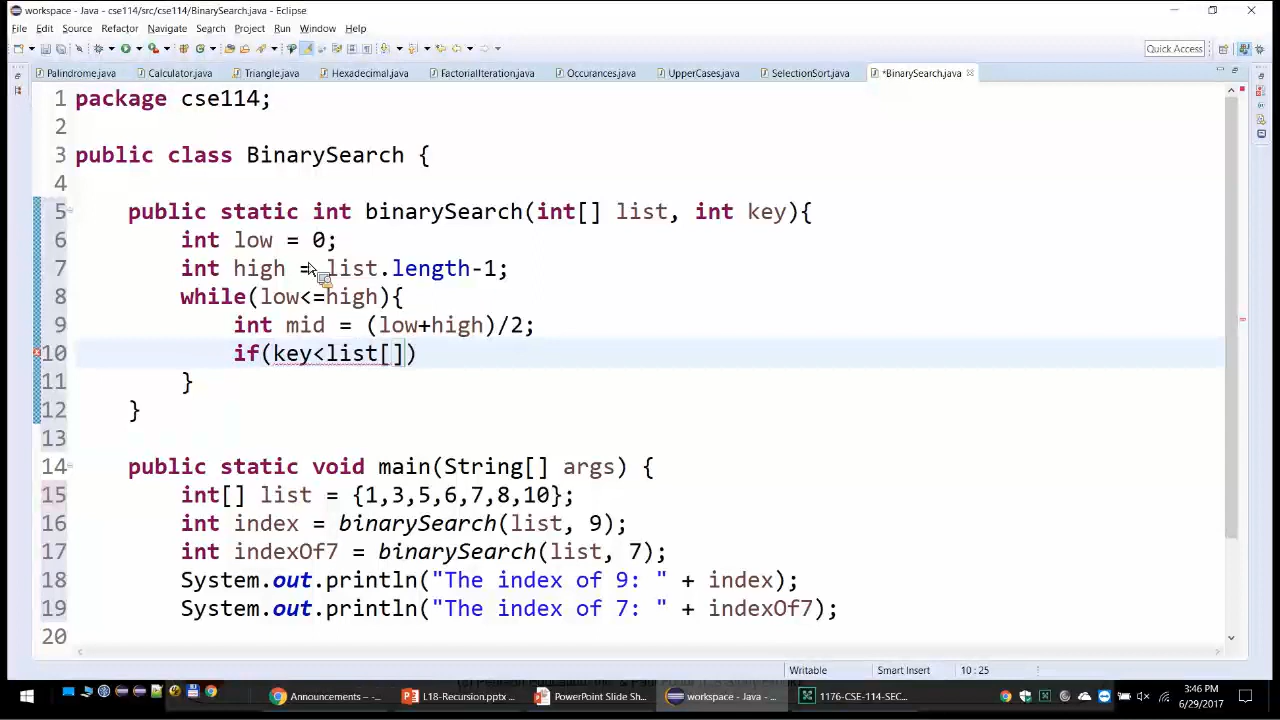 workspace - Java - cse114/src/cse114/BinarySearch.java - Eclipse
File Edit Source Refactor Navigate Search Project Run Window Help
Quick Access
Palindrome.java Calculator.java Triangle.java Hexadecimal.java FactorialIteration.java Occurances.java UpperCases.java SelectionSort.java *BinarySearch.java
1 package cse114;
2
3 public class BinarySearch {
4
5 public static int binarySearch(int[] list, int key){
6 int low = 0;
7 int high = list.length-1;
8 while(low<=high){
9 int mid = (low+high)/2;
10 if(key<list[])
11 }
12 }
13
14 public static void main(String[] args) {
15 int[] list = {1,3,5,6,7,8,10};
16 int index = binarySearch(list, 9);
17 int indexOf7 = binarySearch(list, 7);
18 System.out.println("The index of 9: " + index);
19 System.out.println("The index of 7: " + indexOf7);
20
Writable Smart Insert 10 : 25
Announcements – ... L18-Recursion.pptx ... PowerPoint Slide Sh... workspace - Java - ... 1176-CSE-114-SEC...
3:46 PM
6/29/2017